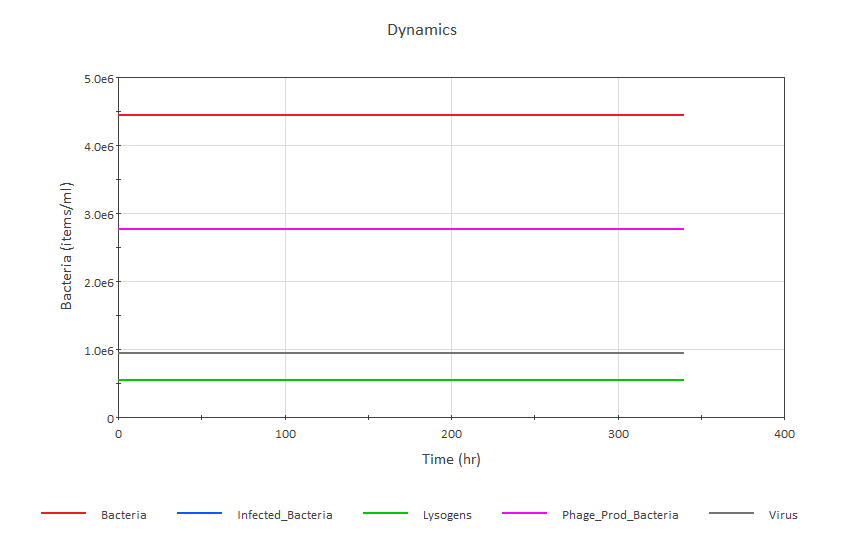 Dynamics
5.0e6
4.0e6
3.0e6
2.0e6
1.0e6
0
Bacteria (items/ml)
0 100 200 300 400
Time (hr)
Bacteria Infected_Bacteria Lysogens Phage_Prod_Bacteria Virus